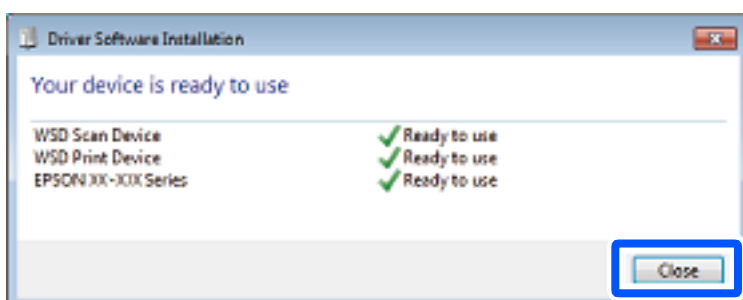 Driver Software Installation
Your device is ready to use
WSD Scan Device Ready to use
WSD Print Device Ready to use
EPSON XX-XXX Series Ready to use
Close